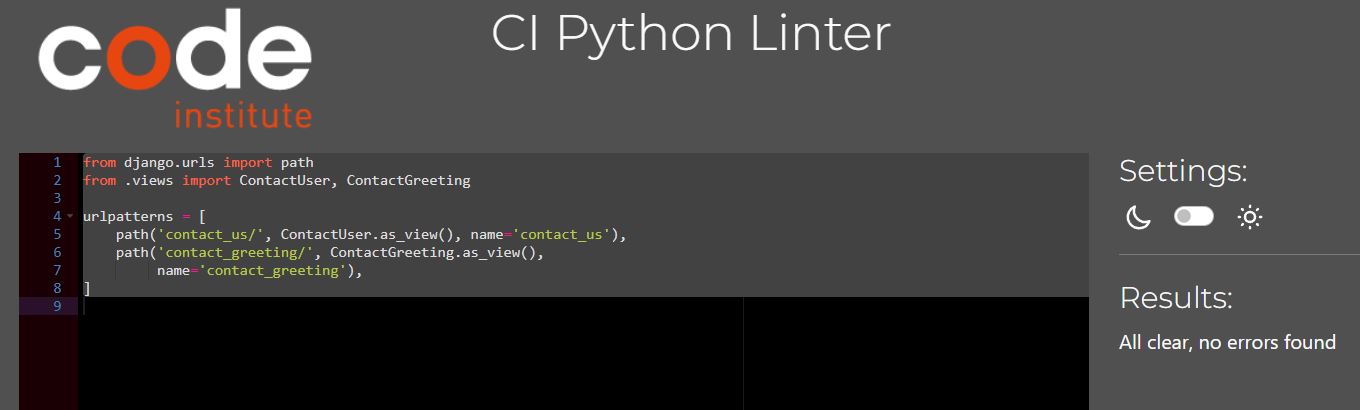 code
institute
CI Python Linter
1 from django.urls import path
2 from .views import ContactUser, ContactGreeting
3
4 urlpatterns = [
5     path('contact_us/', ContactUser.as_view(), name='contact_us'),
6     path('contact_greeting/', ContactGreeting.as_view(),
7          name='contact_greeting'),
8 ]
9
Settings:
Results:
All clear, no errors found